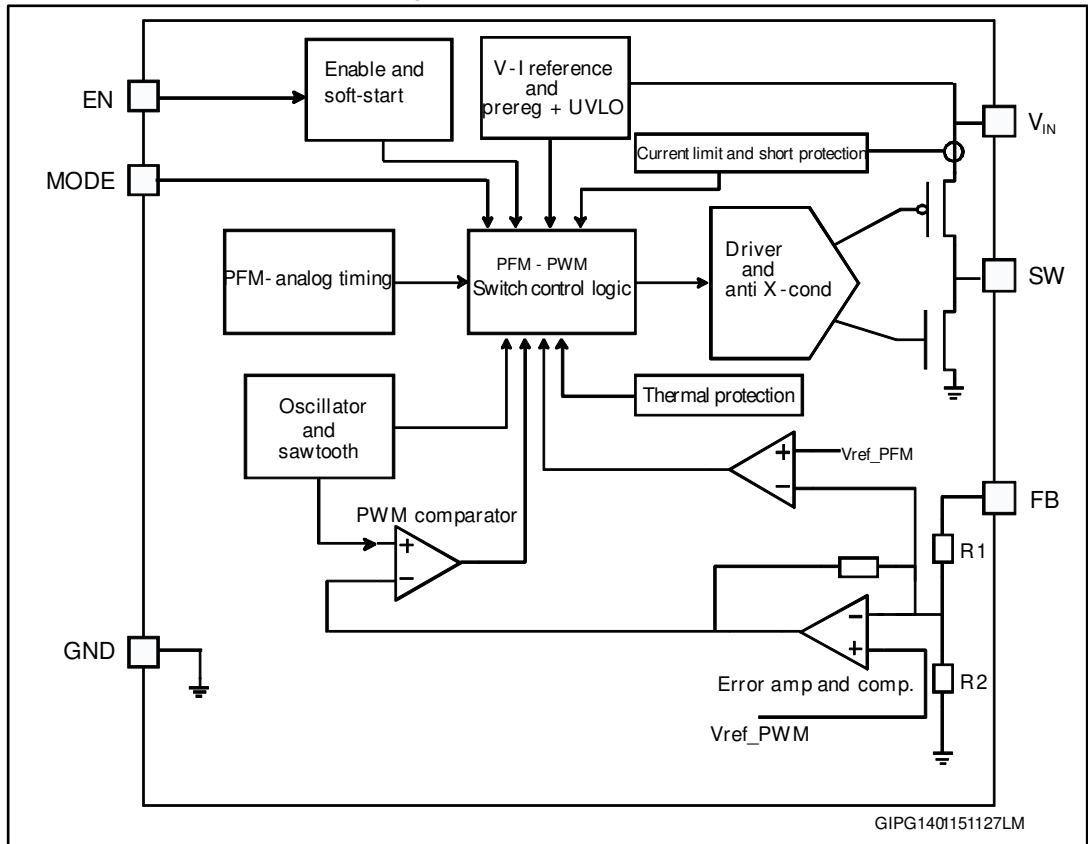 Enable and
soft-start
V-I reference
and
prereg + UVLO
EN
VIN
Current limit and short protection
MODE
PFM-analog timing
PFM - PWM
Switch control logic
Driver
and
anti X-cond
SW
Thermal protection
Oscillator
and
sawtooth
+
Vref_PFM
−
FB
PWM comparator
+
−
R1
−
+
GND
Error amp and comp.
R2
Vref_PWM
GIPG1401151127LM